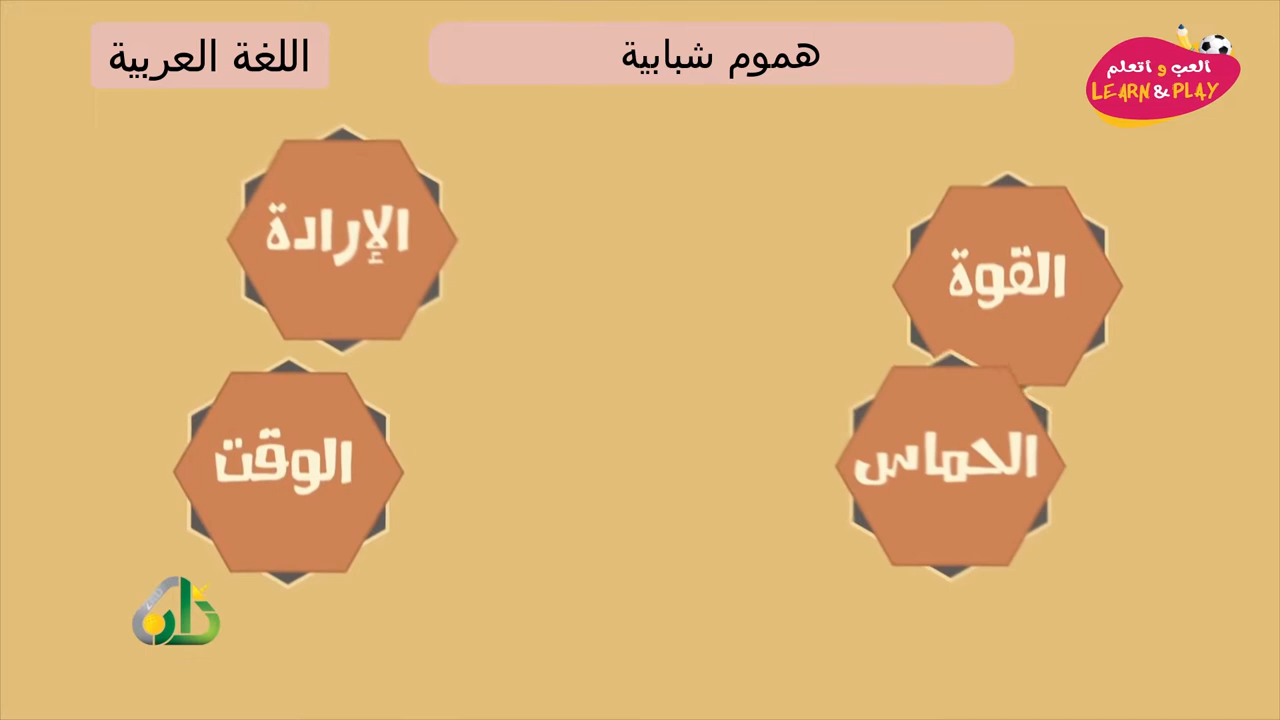 هموم شبابية
اللغة العربية
العب و اتعلم
LEARN & PLAY
القوة
الإرادة
الحماس
الوقت